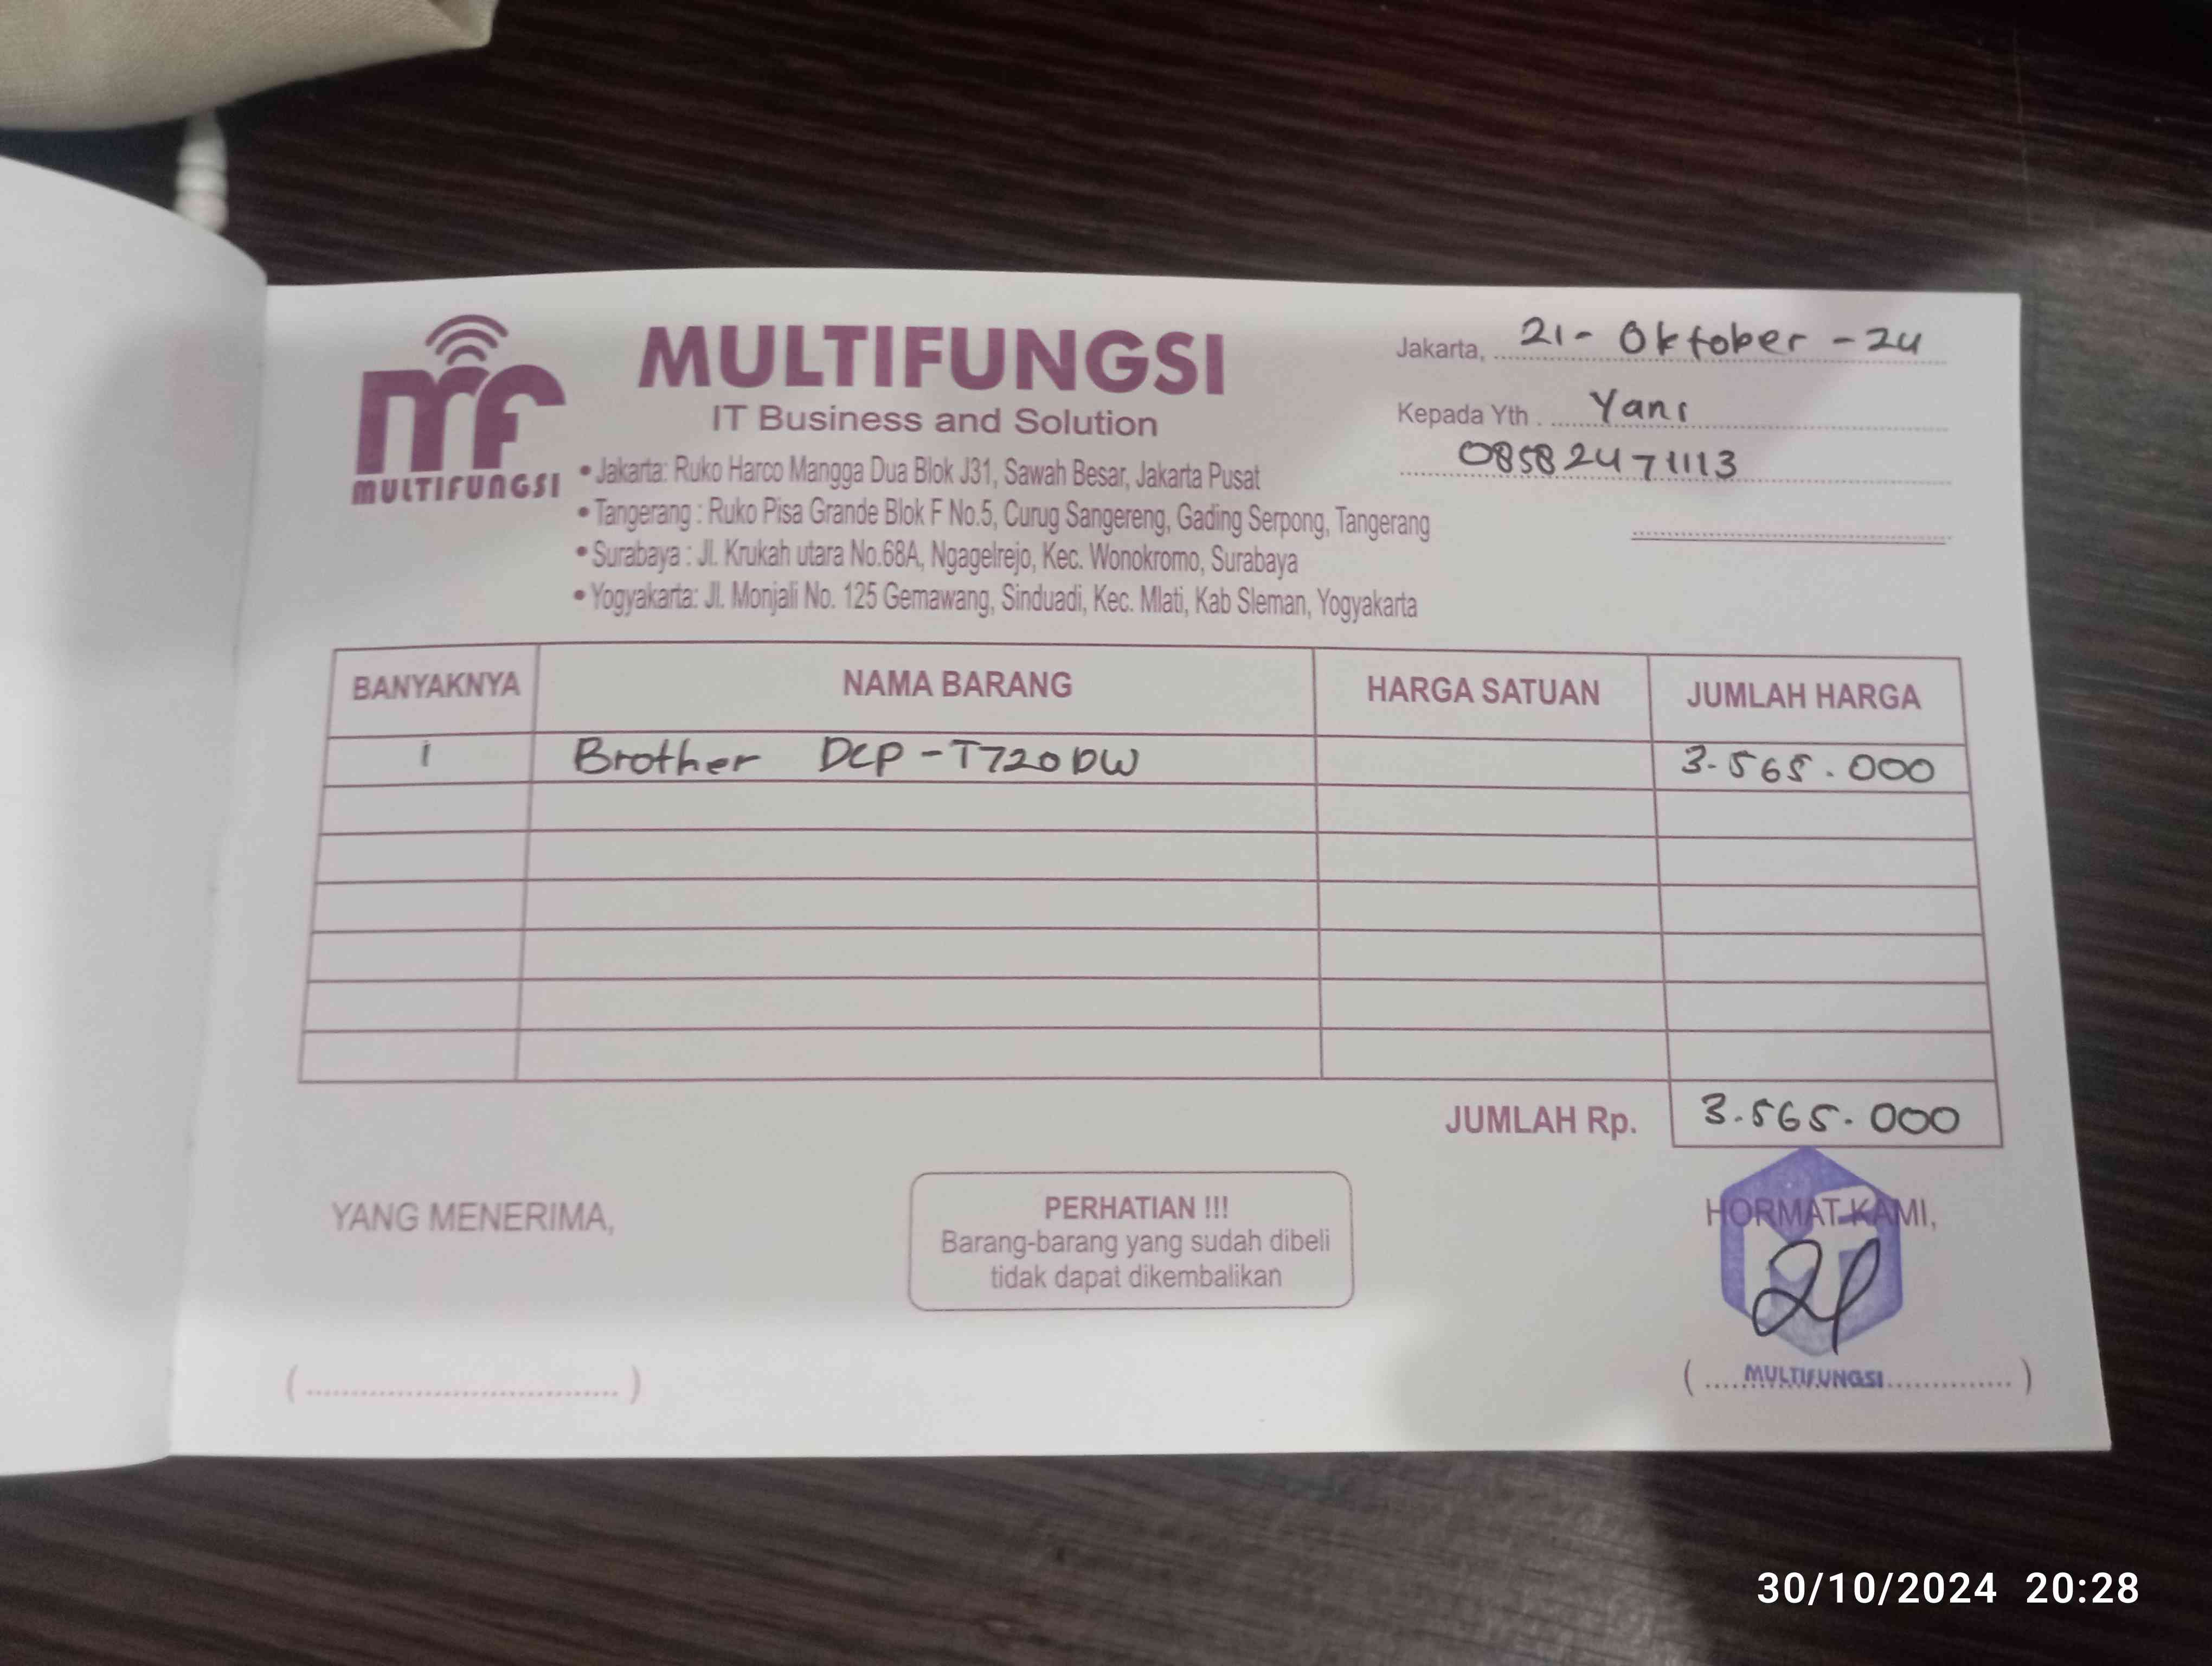 MULTIFUNGSI
MULTIFUNGSI
IT Business and Solution
• Jakarta: Ruko Harco Mangga Dua Blok J31, Sawah Besar, Jakarta Pusat
• Tangerang : Ruko Pisa Grande Blok F No.5, Curug Sangereng, Gading Serpong, Tangerang
• Surabaya : Jl. Krukah utara No.68A, Ngagelrejo, Kec. Wonokromo, Surabaya
• Yogyakarta: Jl. Monjali No. 125 Gemawang, Sinduadi, Kec. Mlati, Kab Sleman, Yogyakarta
Jakarta, 21 - Oktober - 24
Kepada Yth . Yani
08582471113
BANYAKNYA NAMA BARANG HARGA SATUAN JUMLAH HARGA
1 Brother DCP - T720DW 3.565.000
JUMLAH Rp. 3.565.000
YANG MENERIMA,
PERHATIAN !!!
Barang-barang yang sudah dibeli
tidak dapat dikembalikan
HORMAT KAMI,
MULTIFUNGSI
30/10/2024 20:28